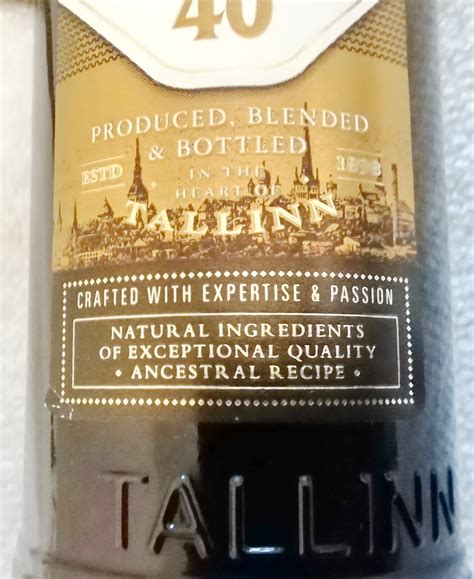 40
PRODUCED, BLENDED
& BOTTLED
IN THE
ESTD HEART OF 1898
TALLINN
CRAFTED WITH EXPERTISE & PASSION
NATURAL INGREDIENTS
OF EXCEPTIONAL QUALITY
• ANCESTRAL RECIPE •
TALLINN